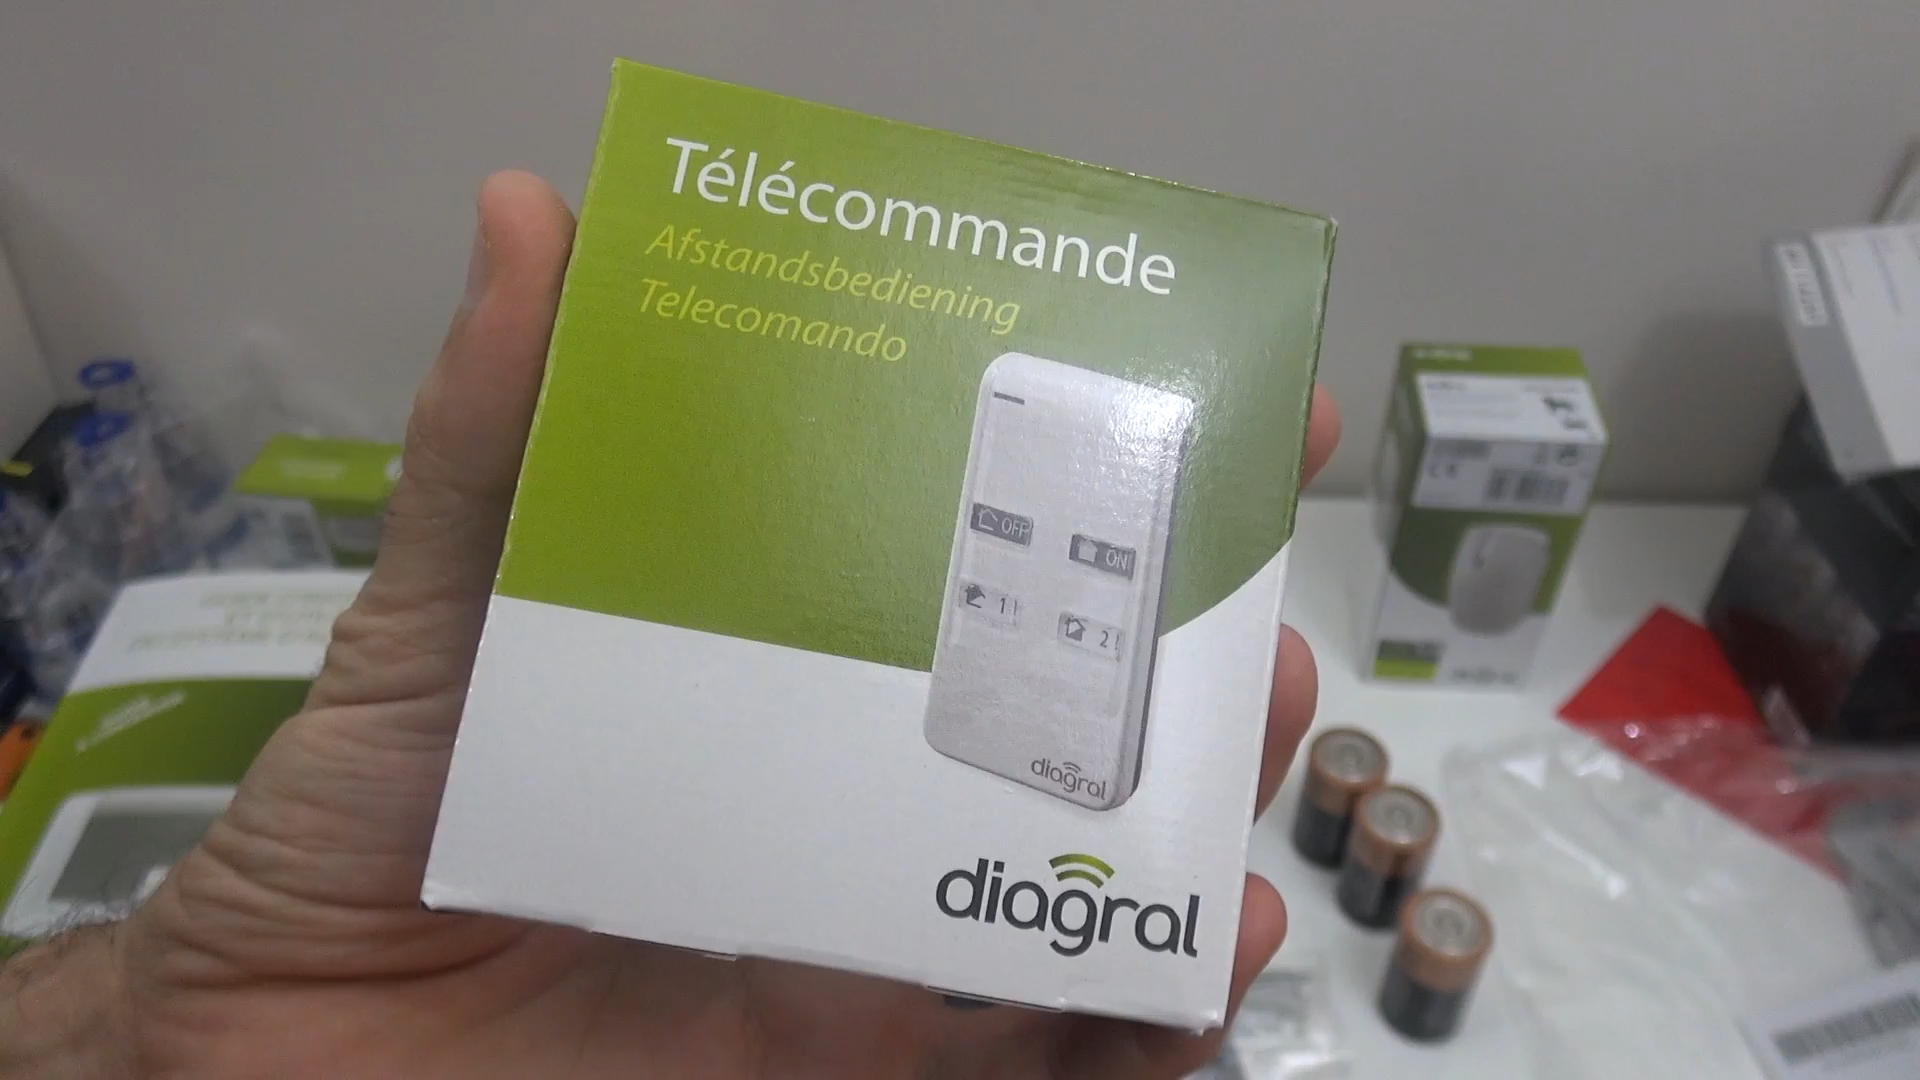 Télécommande
Afstandsbediening
Telecomando
OFF
ON
1
2
diagral
diagral